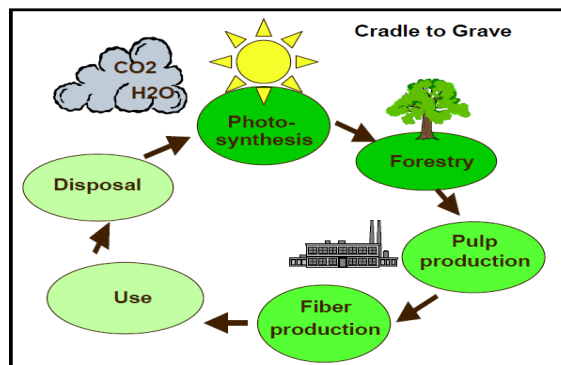 Cradle to Grave
CO2
H2O
Photo-
synthesis
Forestry
Pulp
production
Fiber
production
Use
Disposal